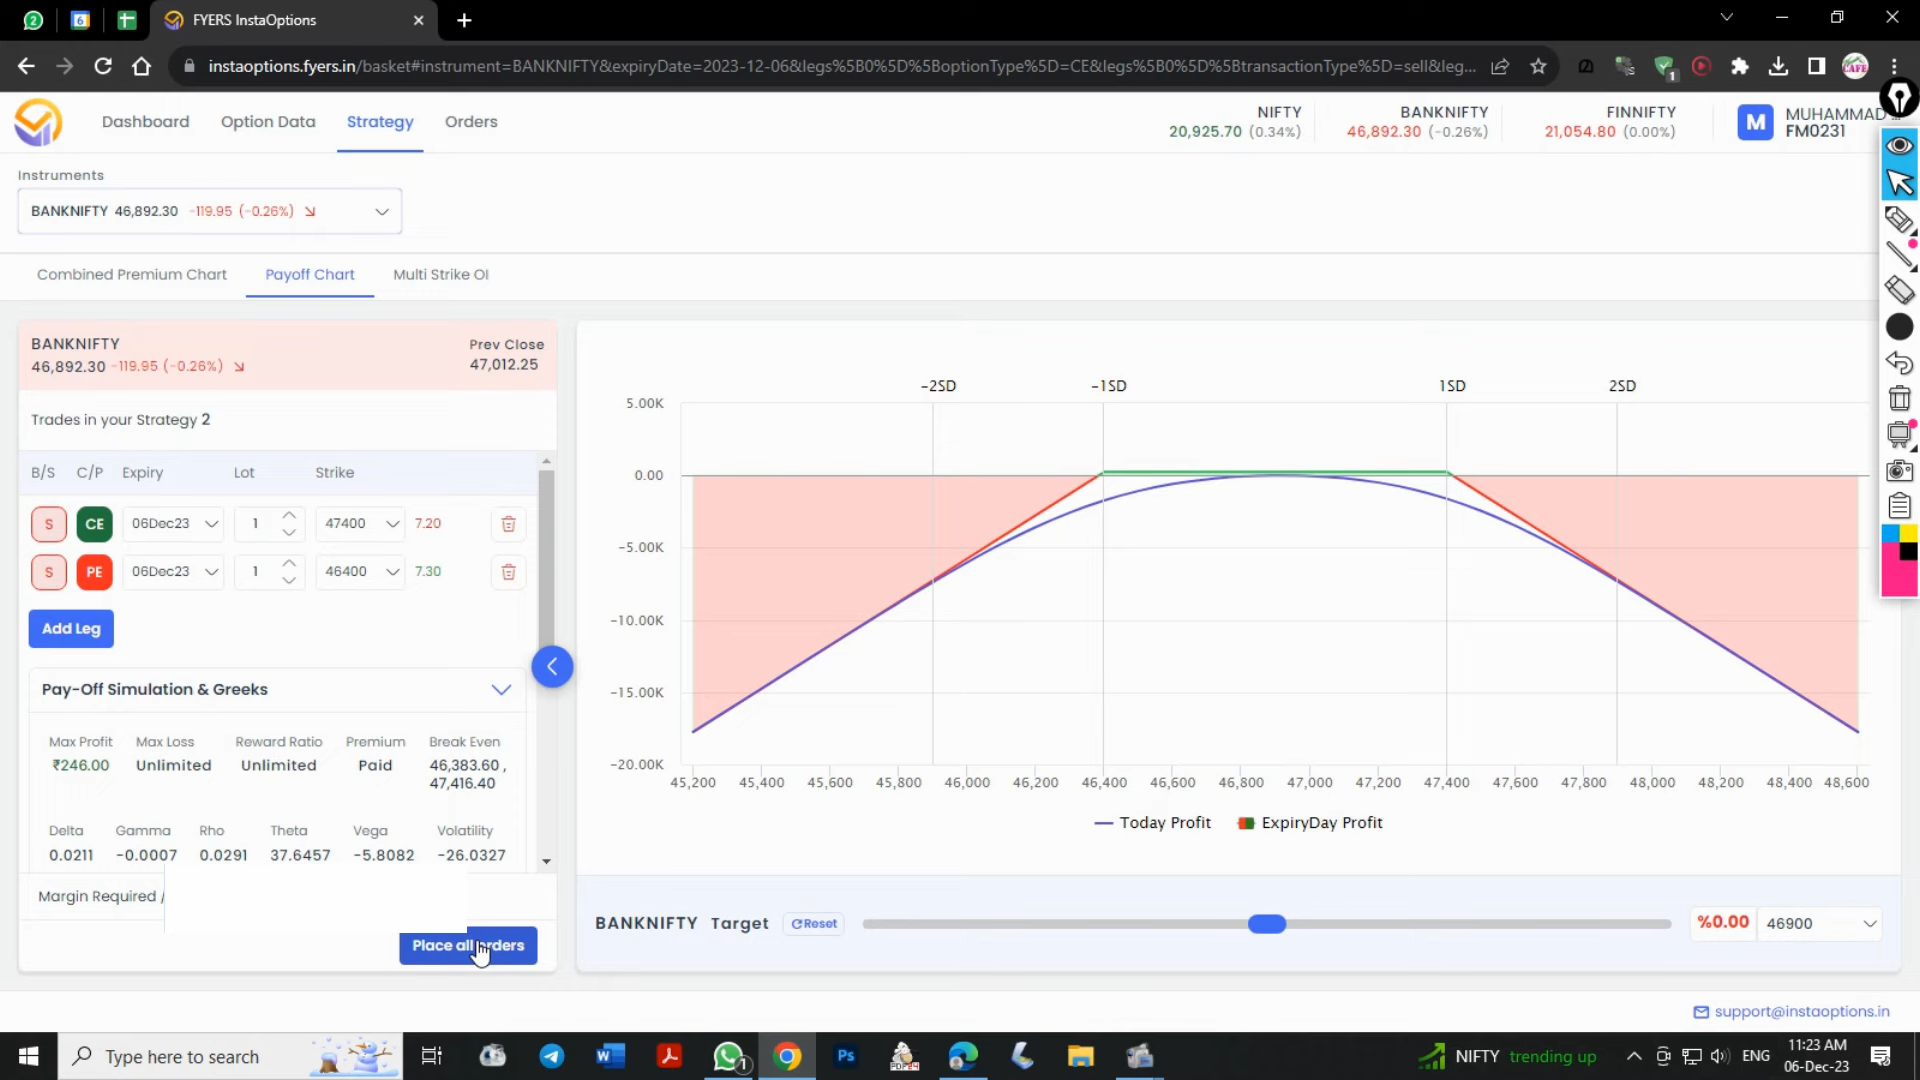 2
6
FYERS InstaOptions
instaoptions.fyers.in/basket#instrument=BANKNIFTY&expiryDate=2023-12-06&legs%5B0%5D%5BoptionType%5D=CE&legs%5B0%5D%5BtransactionType%5D=sell&leg...
1
CAFE
Dashboard
Option Data
Strategy
Orders
NIFTY
20,925.70 (0.34%)
BANKNIFTY
46,892.30 (-0.26%)
FINNIFTY
21,054.80 (0.00%)
M
MUHAMMAD ...
FM0231
Instruments
BANKNIFTY 46,892.30 -119.95 (-0.26%)
Combined Premium Chart
Payoff Chart
Multi Strike OI
BANKNIFTY
46,892.30 -119.95 (-0.26%)
Prev Close
47,012.25
Trades in your Strategy 2
B/S C/P Expiry Lot Strike
S CE 06Dec23 1 47400 7.20
S PE 06Dec23 1 46400 7.30
Add Leg
Pay-Off Simulation & Greeks
Max Profit Max Loss Reward Ratio Premium Break Even
₹246.00 Unlimited Unlimited Paid 46,383.60 ,
47,416.40
Delta Gamma Rho Theta Vega Volatility
0.0211 -0.0007 0.0291 37.6457 -5.8082 -26.0327
Margin Required /
Place all orders
-2SD -1SD 1SD 2SD
5.00K
0.00
-5.00K
-10.00K
-15.00K
-20.00K
45,200 45,400 45,600 45,800 46,000 46,200 46,400 46,600 46,800 47,000 47,200 47,400 47,600 47,800 48,000 48,200 48,400 48,600
Today Profit ExpiryDay Profit
BANKNIFTY Target Reset %0.00 46900
support@instaoptions.in
Type here to search
W
1
Ps
PDF24
NIFTY trending up
ENG
11:23 AM
06-Dec-23